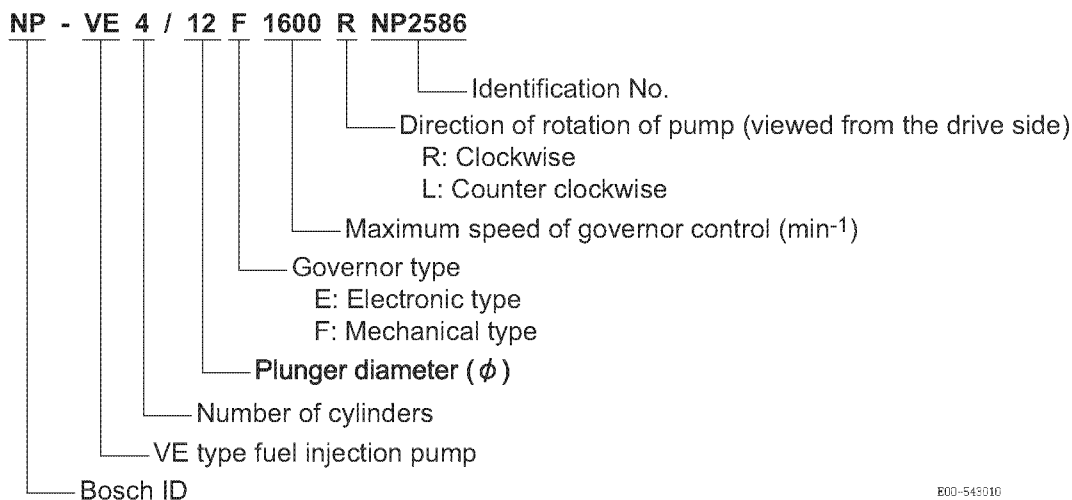 NP - VE 4 / 12 F 1600 R NP2586
Identification No.
Direction of rotation of pump (viewed from the drive side)
R: Clockwise
L: Counter clockwise
Maximum speed of governor control (min-1)
Governor type
E: Electronic type
F: Mechanical type
Plunger diameter ( ϕ )
Number of cylinders
VE type fuel injection pump
Bosch ID
E00-543010